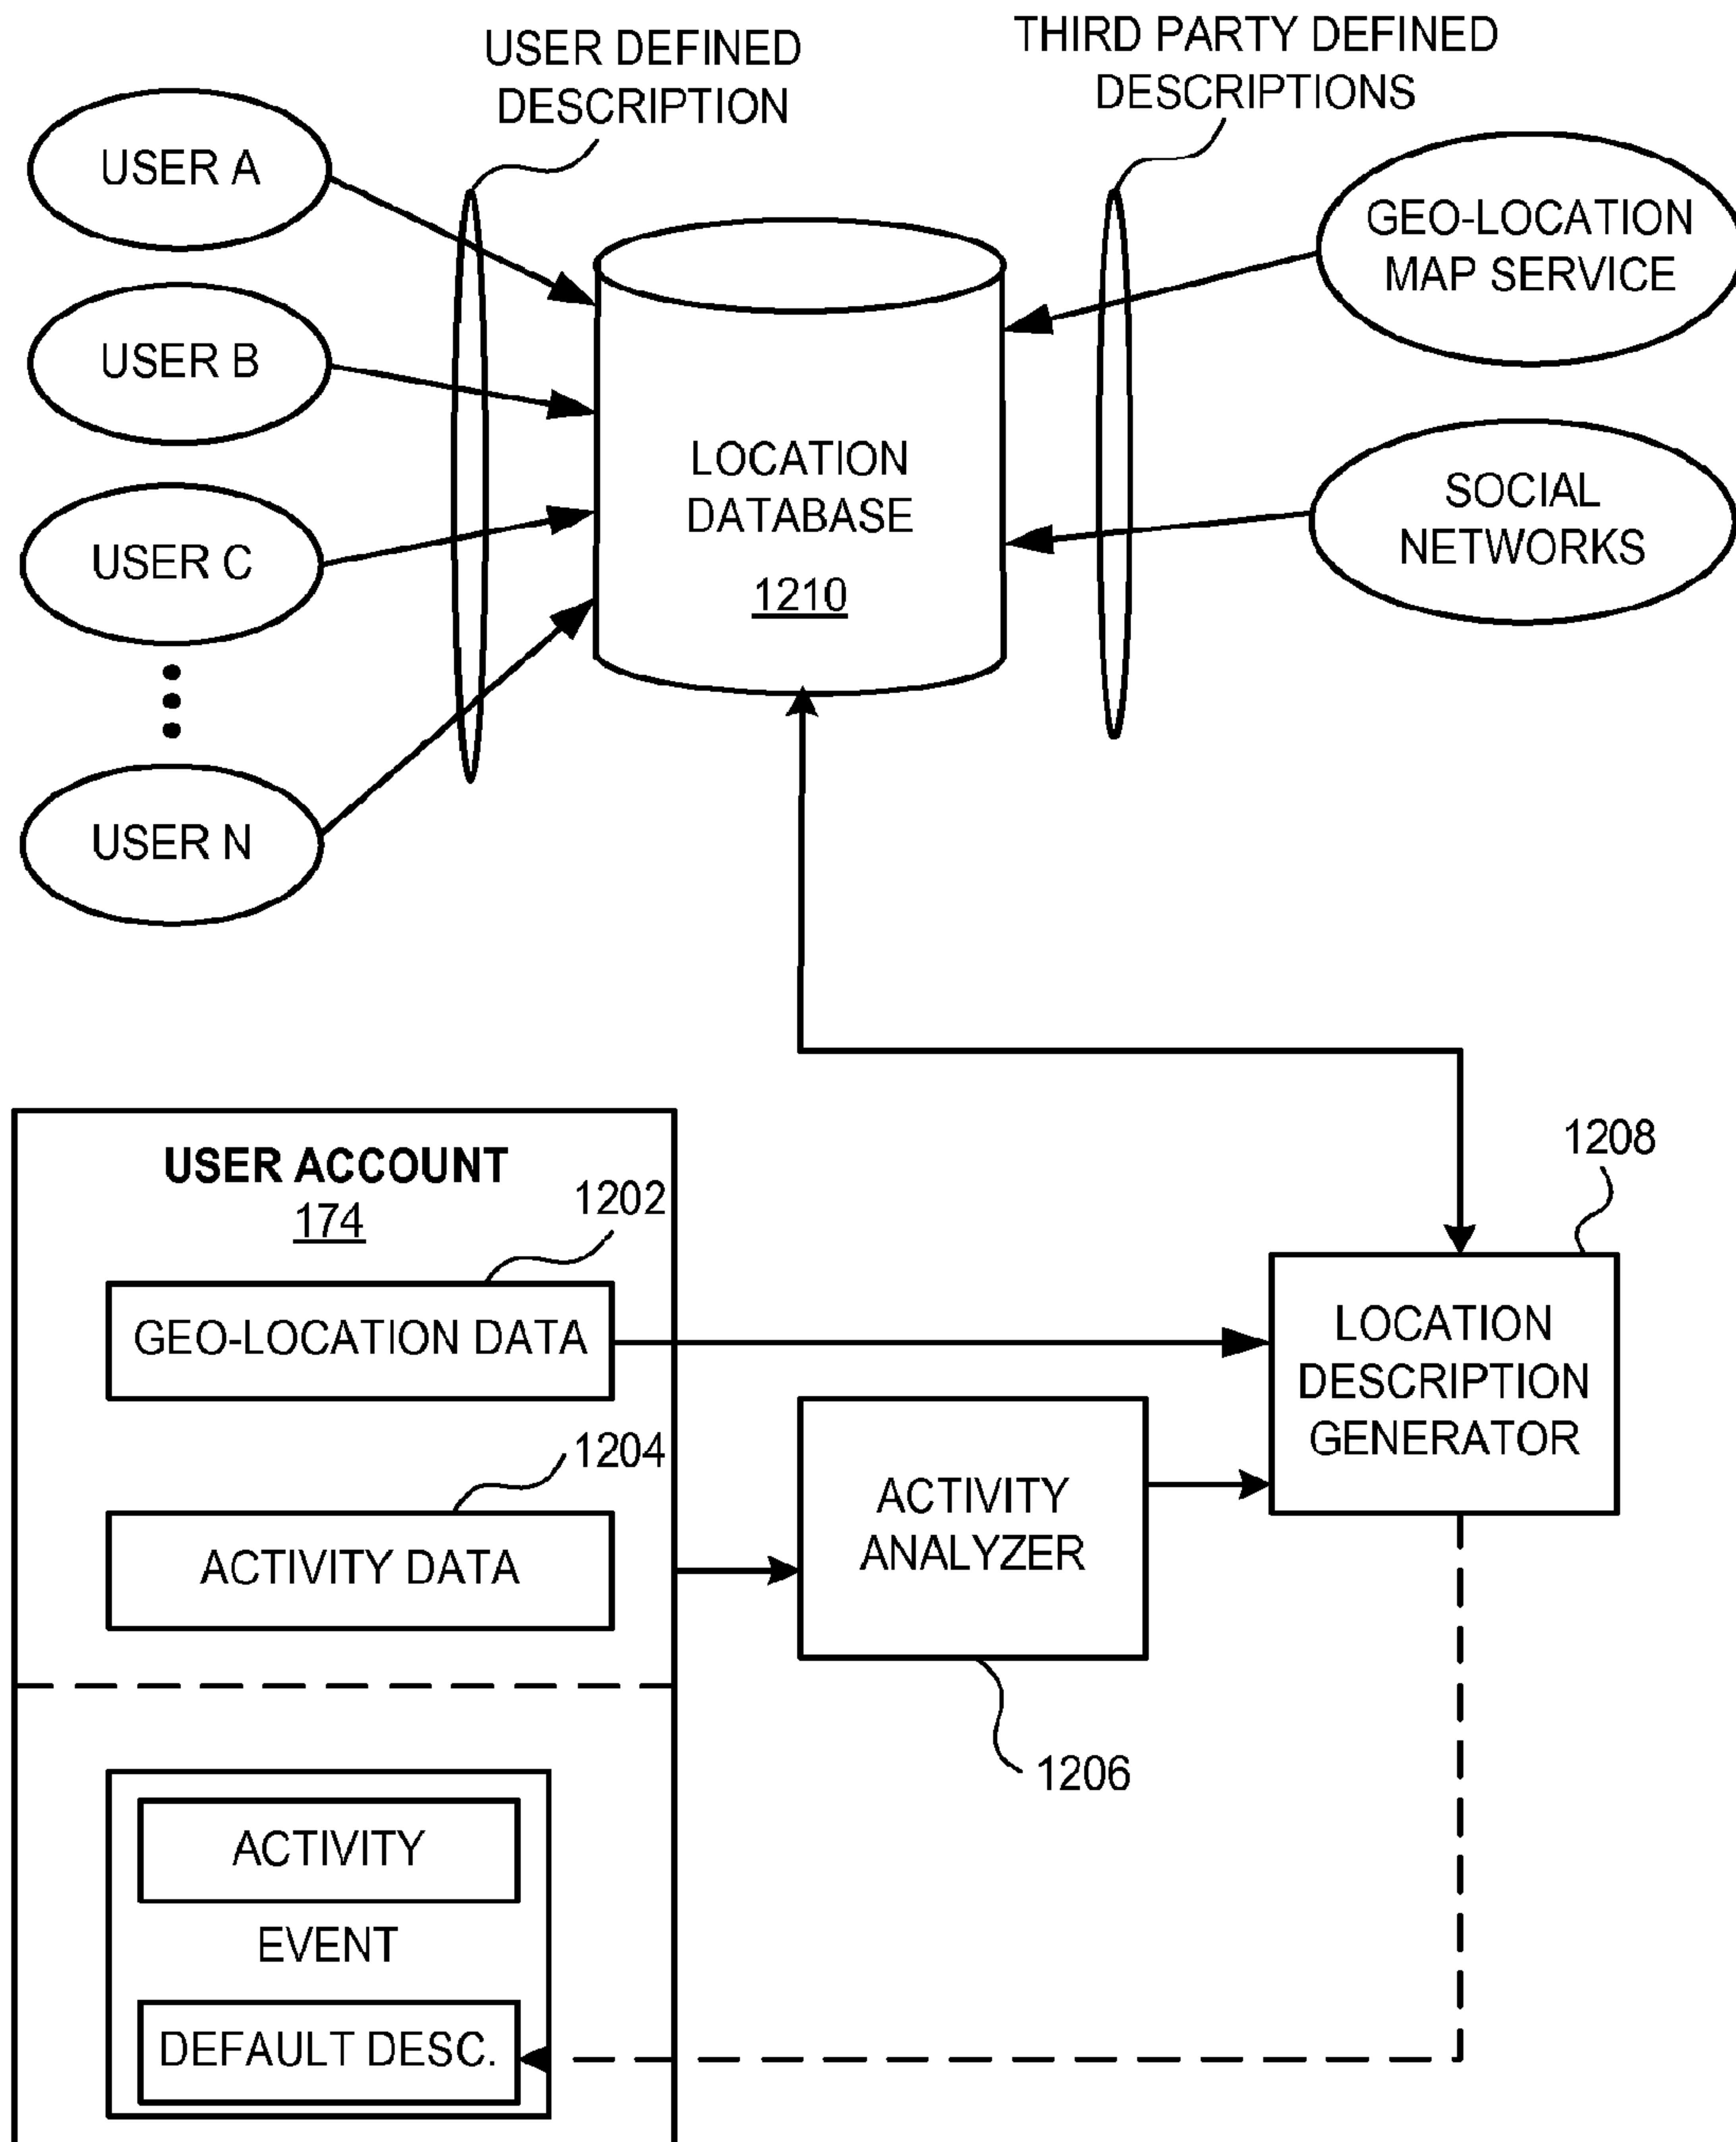 USER DEFINED
DESCRIPTION
THIRD PARTY DEFINED
DESCRIPTIONS
USER A
USER B
USER C
USER N
LOCATION
DATABASE
1210
GEO-LOCATION
MAP SERVICE
SOCIAL
NETWORKS
USER ACCOUNT
174
1202
GEO-LOCATION DATA
1204
ACTIVITY DATA
ACTIVITY
ANALYZER
1206
1208
LOCATION
DESCRIPTION
GENERATOR
ACTIVITY
EVENT
DEFAULT DESC.